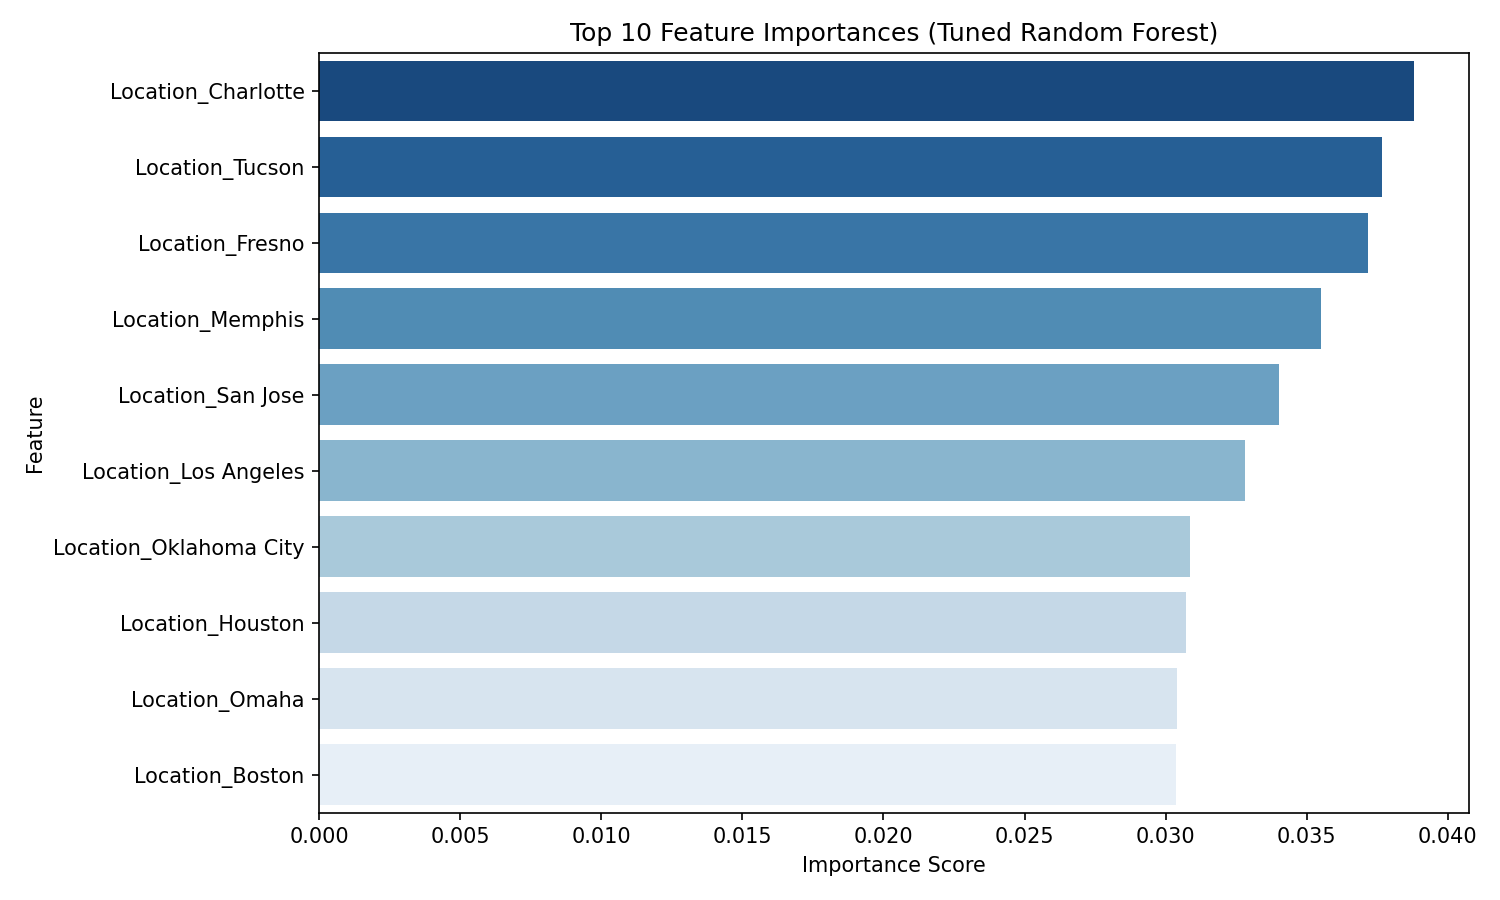 Top 10 Feature Importances (Tuned Random Forest)
Location_Charlotte
Location_Tucson
Location_Fresno
Location_Memphis
Location_San Jose
Location_Los Angeles
Location_Oklahoma City
Location_Houston
Location_Omaha
Location_Boston
Feature
0.000 0.005 0.010 0.015 0.020 0.025 0.030 0.035 0.040
Importance Score